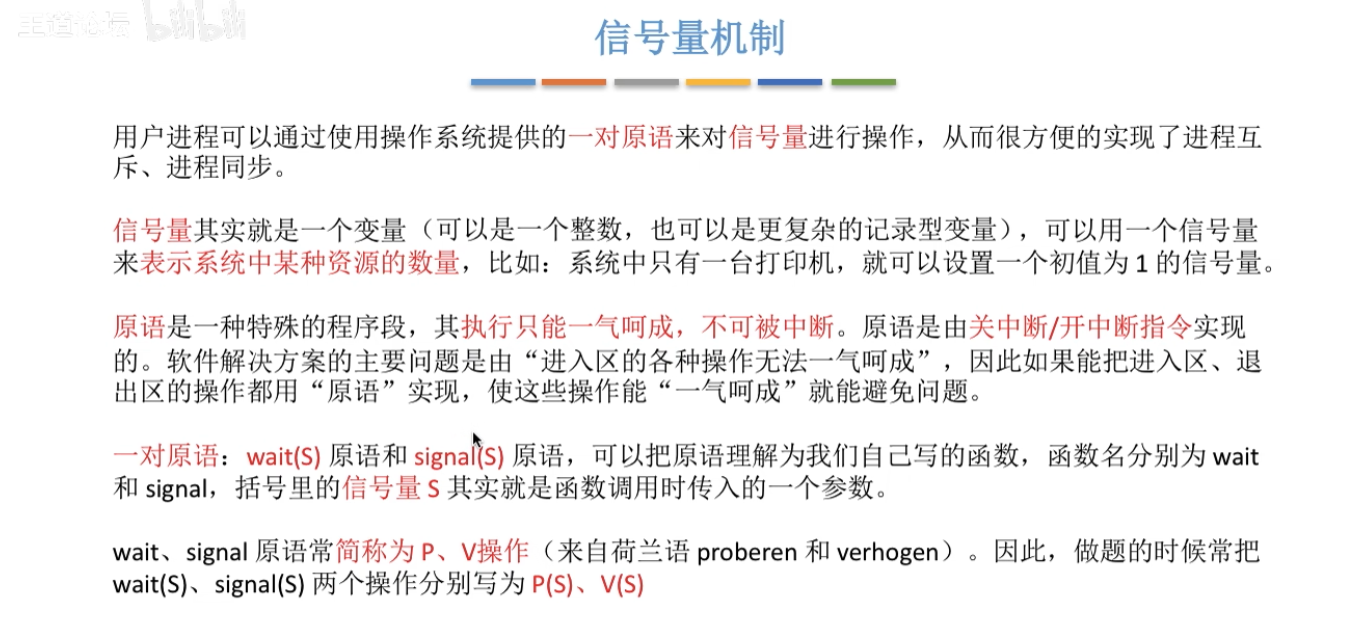 王道论坛 bilibili
信号量机制
用户进程可以通过使用操作系统提供的一对原语来对信号量进行操作，从而很方便的实现了进程互
斥、进程同步。
信号量其实就是一个变量（可以是一个整数，也可以是更复杂的记录型变量），可以用一个信号量
来表示系统中某种资源的数量，比如：系统中只有一台打印机，就可以设置一个初值为 1 的信号量。
原语是一种特殊的程序段，其执行只能一气呵成，不可被中断。原语是由关中断/开中断指令实现
的。软件解决方案的主要问题是由“进入区的各种操作无法一气呵成”，因此如果能把进入区、退
出区的操作都用“原语”实现，使这些操作能“一气呵成”就能避免问题。
一对原语：wait(S) 原语和 signal(S) 原语，可以把原语理解为我们自己写的函数，函数名分别为 wait
和 signal，括号里的信号量 S 其实就是函数调用时传入的一个参数。
wait、signal 原语常简称为 P、V操作（来自荷兰语 proberen 和 verhogen）。因此，做题的时候常把
wait(S)、signal(S) 两个操作分别写为 P(S)、V(S)